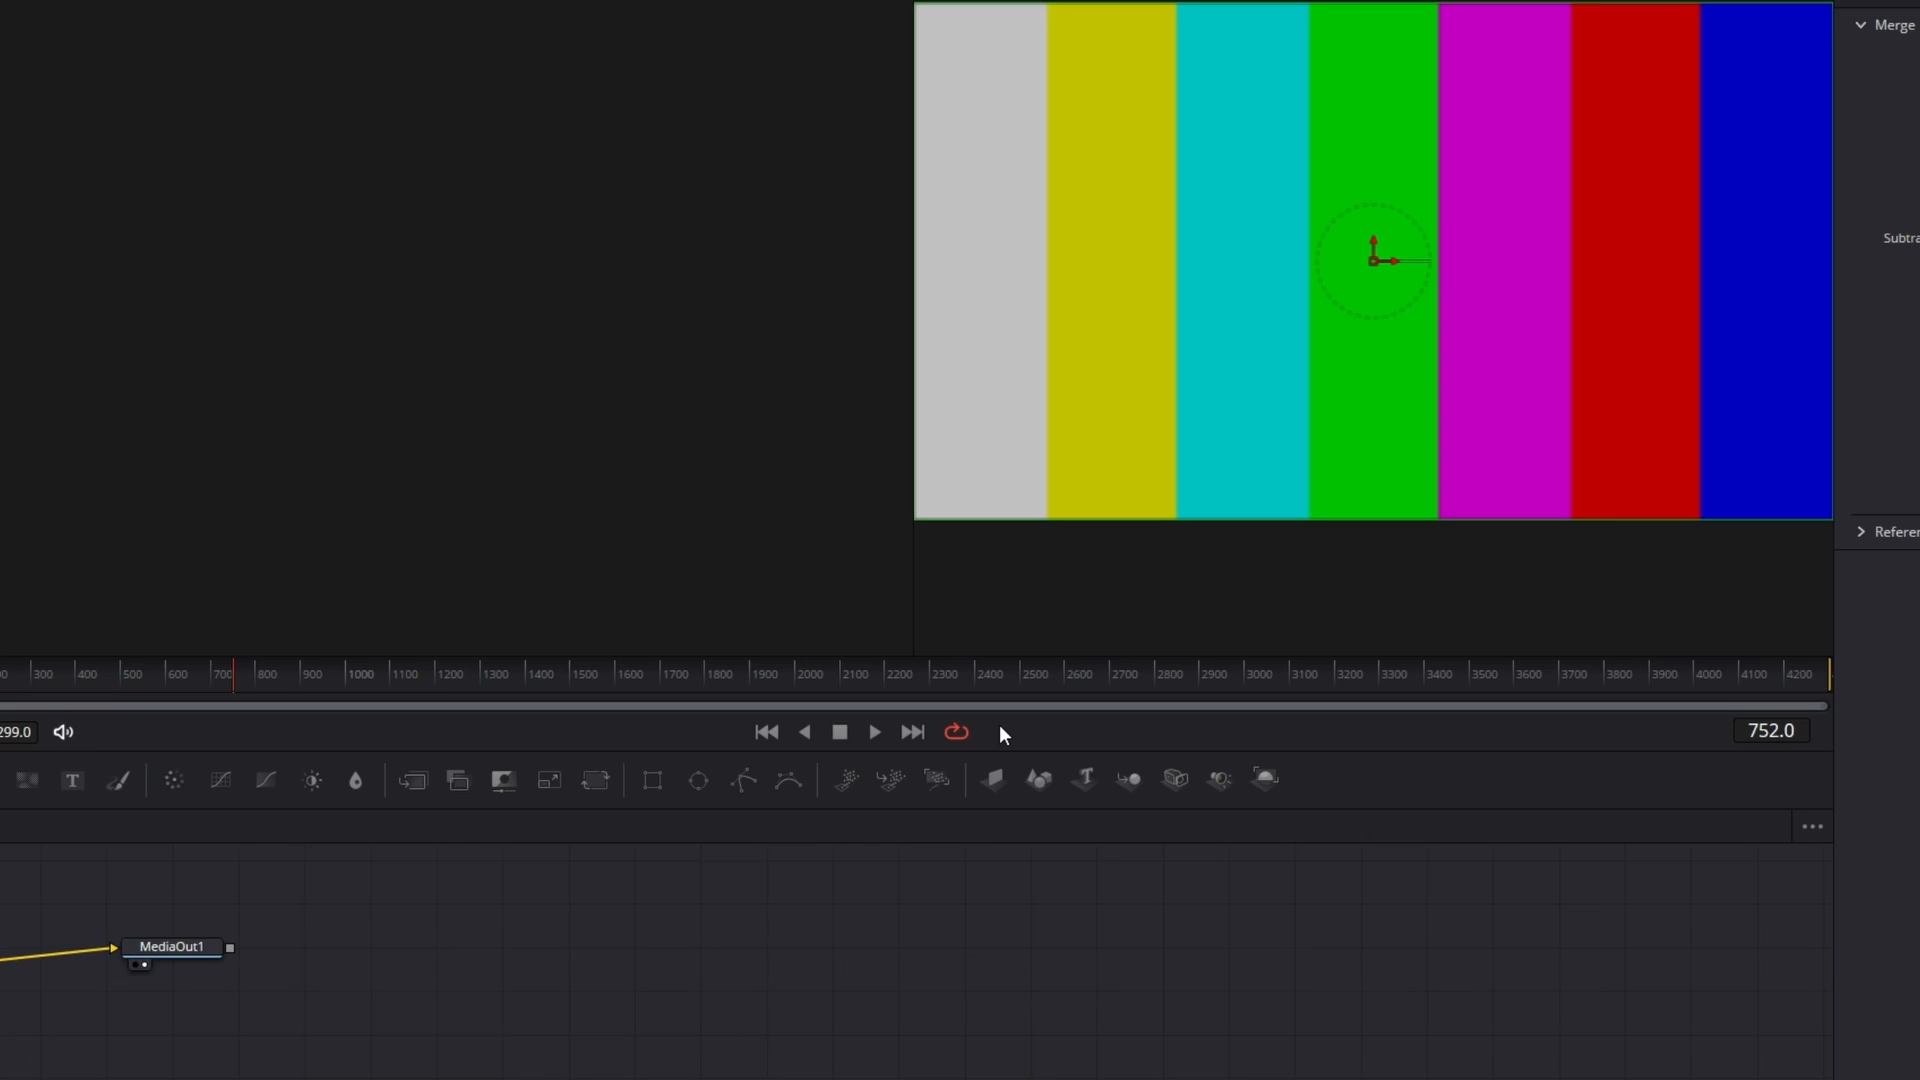 Merge
Subtra
Referen
0 300 400 500 600 700 800 900 1000 1100 1200 1300 1400 1500 1600 1700 1800 1900 2000 2100 2200 2300 2400 2500 2600 2700 2800 2900 3000 3100 3200 3300 3400 3500 3600 3700 3800 3900 4000 4100 4200
299.0 752.0
T
MediaOut1